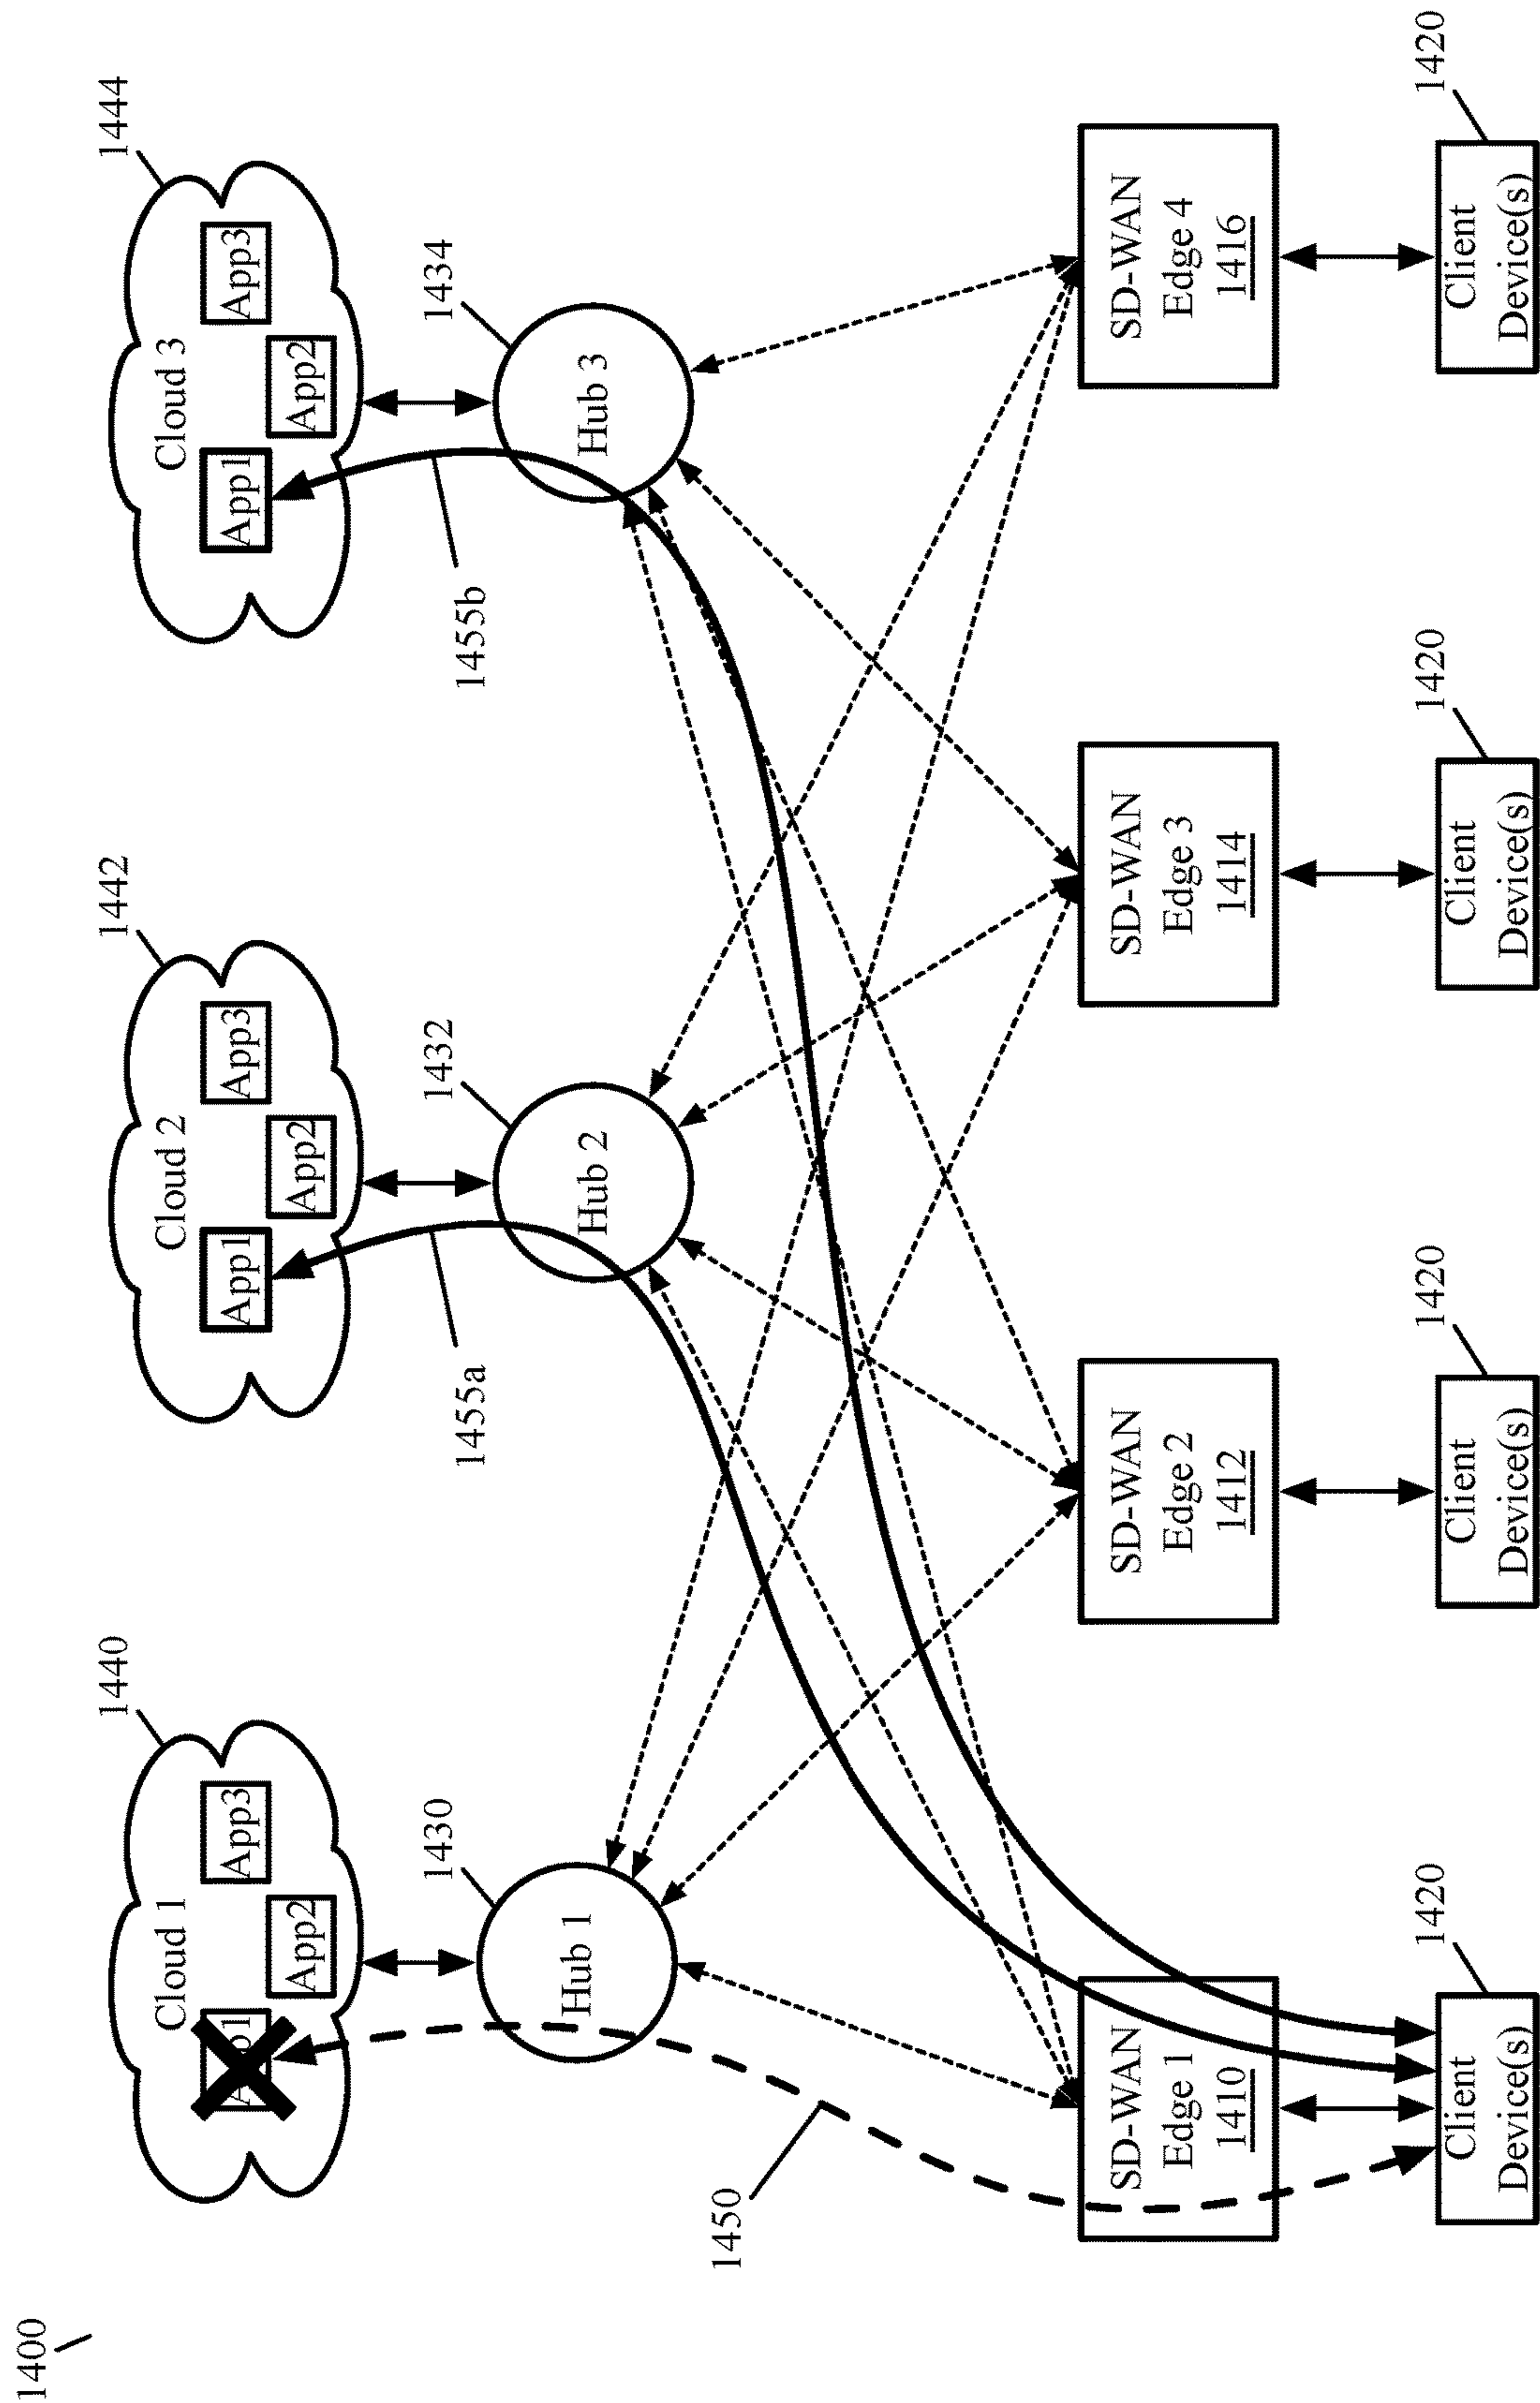 1400
1440
1442
1444
Cloud 1
App2
App3
Cloud 2
App1
App2
App3
Cloud 3
App1
App2
App3
1430
1432
1434
Hub 1
Hub 2
Hub 3
1455a
1455b
1450
SD-WAN
Edge 1
1410
SD-WAN
Edge 2
1412
SD-WAN
Edge 3
1414
SD-WAN
Edge 4
1416
1420
1420
1420
1420
Client
Device(s)
Client
Device(s)
Client
Device(s)
Client
Device(s)